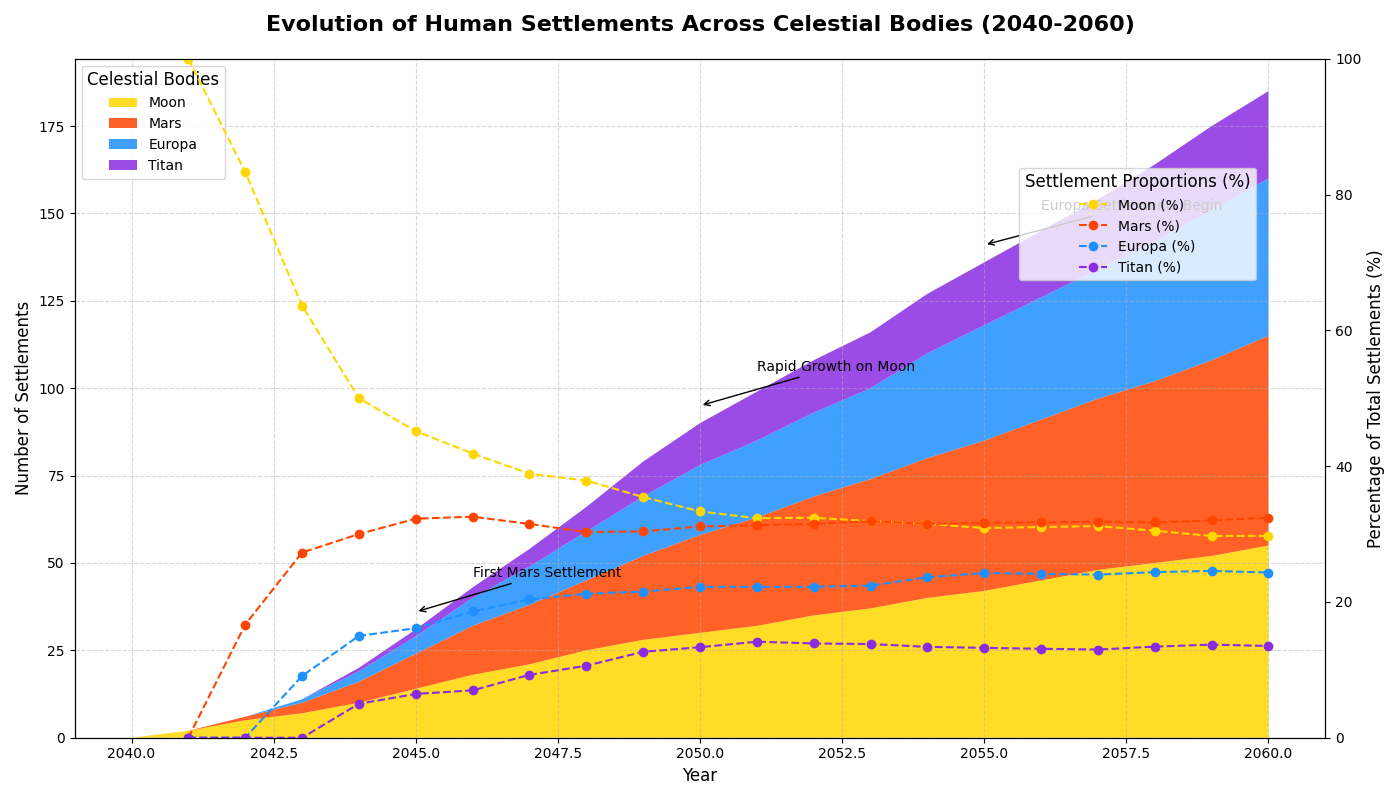 Evolution of Human Settlements Across Celestial Bodies (2040-2060)
Celestial Bodies
Moon
Mars
Europa
Titan
Settlement Proportions (%)
Moon (%)
Mars (%)
Europa (%)
Titan (%)
Europa Begin
Rapid Growth on Moon
First Mars Settlement
Number of Settlements
175
150
125
100
75
50
25
0
Percentage of Total Settlements (%)
100
80
60
40
20
0
2040.0
2042.5
2045.0
2047.5
2050.0
2052.5
2055.0
2057.5
2060.0
Year